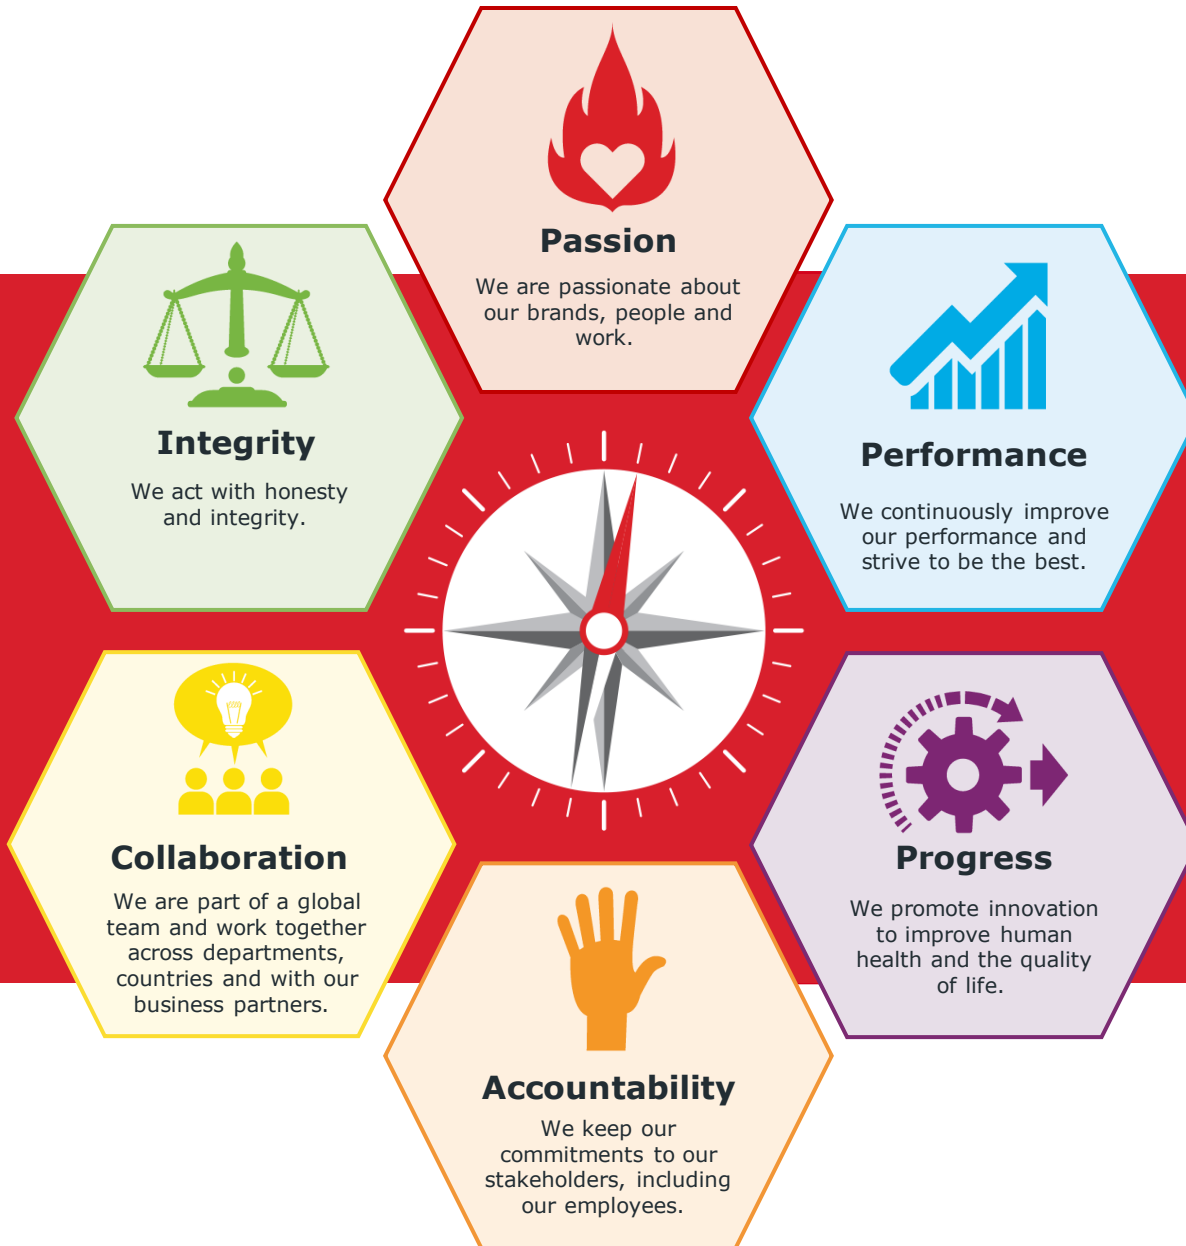 Passion
We are passionate about
our brands, people and
work.
Integrity
We act with honesty
and integrity.
Performance
We continuously improve
our performance and
strive to be the best.
Collaboration
We are part of a global
team and work together
across departments,
countries and with our
business partners.
Progress
We promote innovation
to improve human
health and the quality
of life.
Accountability
We keep our
commitments to our
stakeholders, including
our employees.